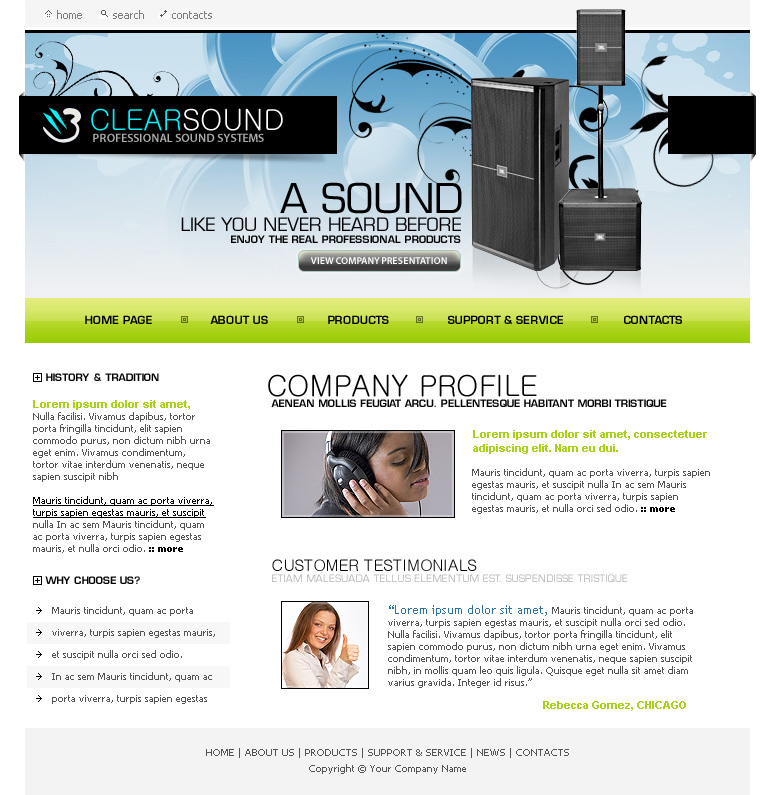 home search contacts
CLEARSOUND
PROFESSIONAL SOUND SYSTEMS
A SOUND
LIKE YOU NEVER HEARD BEFORE
ENJOY THE REAL PROFESSIONAL PRODUCTS
VIEW COMPANY PRESENTATION
HOME PAGE ABOUT US PRODUCTS SUPPORT & SERVICE CONTACTS
HISTORY & TRADITION
Lorem ipsum dolor sit amet,
Nulla facilisi. Vivamus dapibus, tortor
porta fringilla tincidunt, elit sapien
commodo purus, non dictum nibh urna
eget enim. Vivamus condimentum,
tortor vitae interdum venenatis, neque
sapien suscipit nibh
Mauris tincidunt, quam ac porta viverra,
turpis sapien egestas mauris, et suscipit
nulla In ac sem Mauris tincidunt, quam
ac porta viverra, turpis sapien egestas
mauris, et nulla orci odio. :: more
WHY CHOOSE US?
Mauris tincidunt, quam ac porta
viverra, turpis sapien egestas mauris,
et suscipit nulla orci sed odio.
In ac sem Mauris tincidunt, quam ac
porta viverra, turpis sapien egestas
COMPANY PROFILE
AENEAN MOLLIS FEUGIAT ARCU. PELLENTESQUE HABITANT MORBI TRISTIQUE
Lorem ipsum dolor sit amet, consectetuer
adipiscing elit. Nam eu dui.
Mauris tincidunt, quam ac porta viverra, turpis sapien
egestas mauris, et suscipit nulla In ac sem Mauris
tincidunt, quam ac porta viverra, turpis sapien
egestas mauris, et nulla orci sed odio. :: more
CUSTOMER TESTIMONIALS
ETIAM MALESUADA TELLUS ELEMENTUM EST. SUSPENDISSE TRISTIQUE
“Lorem ipsum dolor sit amet, Mauris tincidunt, quam ac porta
viverra, turpis sapien egestas mauris, et suscipit nulla orci sed odio.
Nulla facilisi. Vivamus dapibus, tortor porta fringilla tincidunt, elit
sapien commodo purus, non dictum nibh urna eget enim. Vivamus
condimentum, tortor vitae interdum venenatis, neque sapien suscipit
nibh, in mollis quam leo quis ligula. Quisque eget nulla sit amet diam
varius gravida. Integer id risus.”
Rebecca Gomez, CHICAGO
HOME | ABOUT US | PRODUCTS | SUPPORT & SERVICE | NEWS | CONTACTS
Copyright © Your Company Name